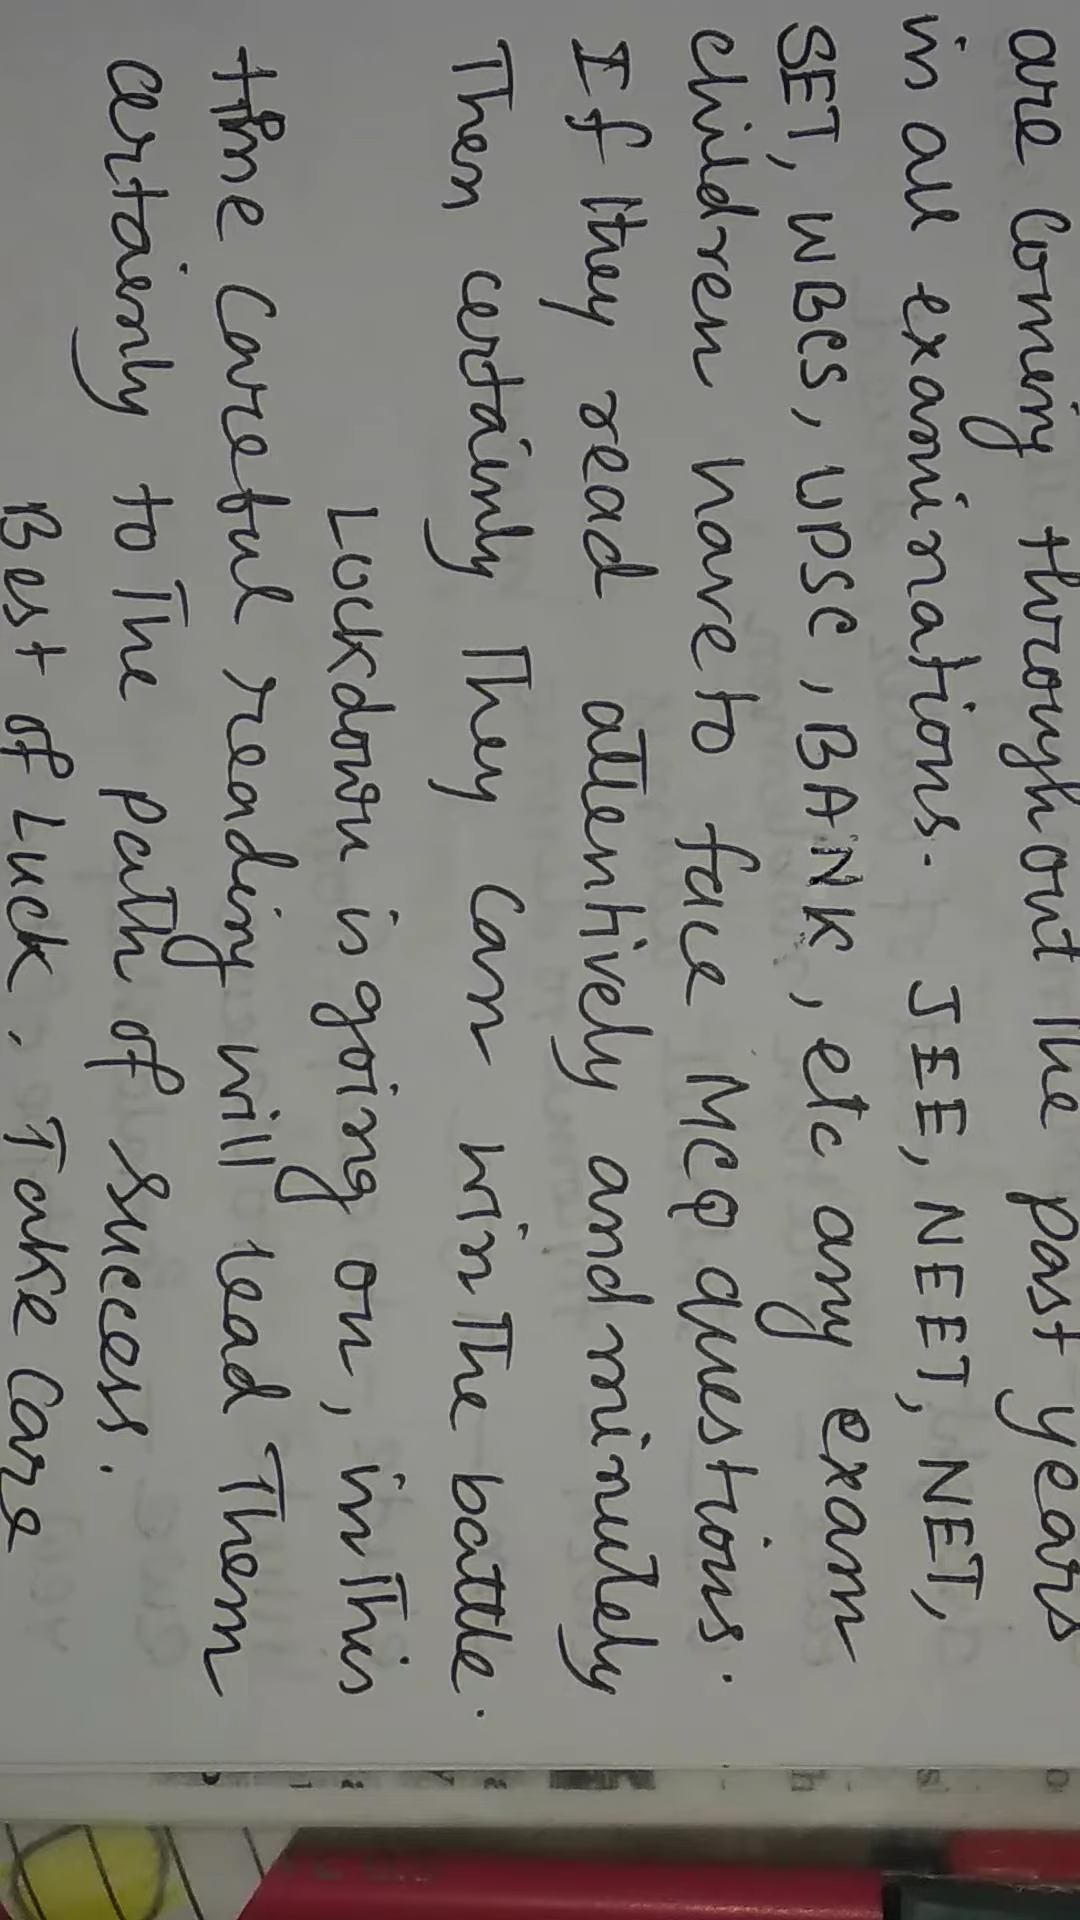 are coming throughout the past years
in all examinations. JEE, NEET, NET,
SET, WBCS, UPSC, BANK, etc any exam
children have to face MCQ questions.
If they read attentively and minutely
Then certainly They can win The battle.
Lockdown is going on, in This
time careful reading will lead Them
certainly to The path of success.
Best of Luck, Take care